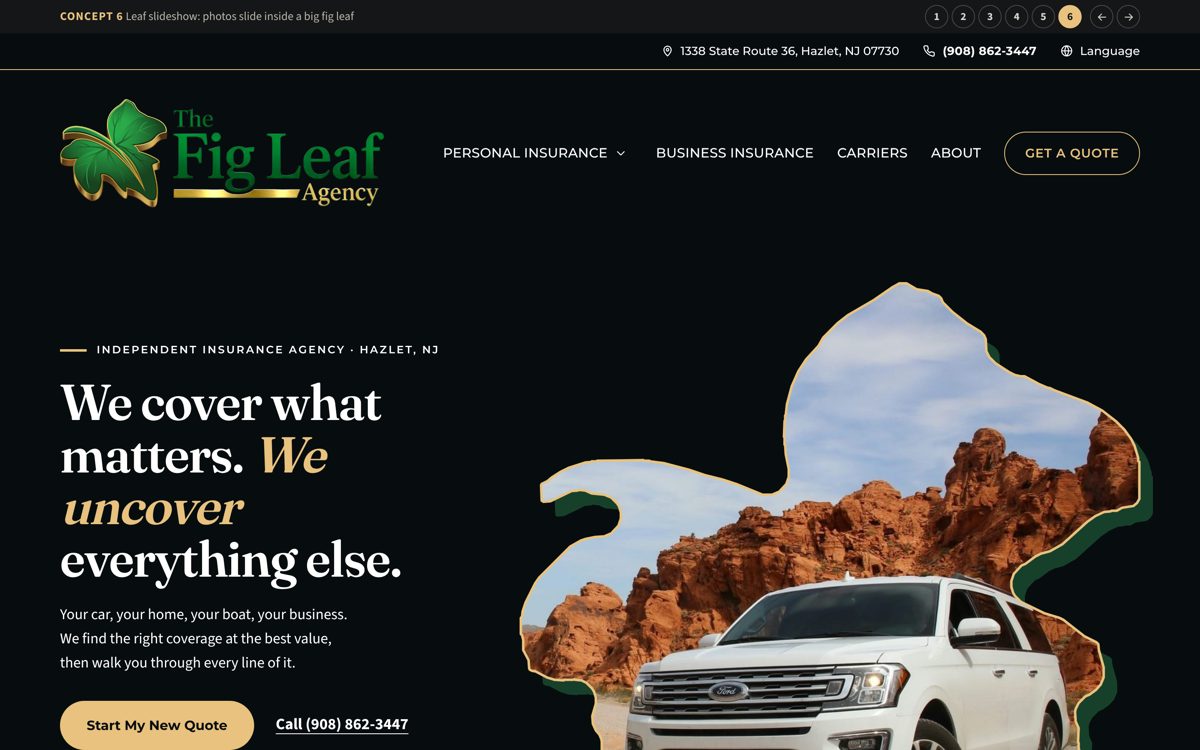 CONCEPT 6 Leaf slideshow: photos slide inside a big fig leaf
1 2 3 4 5 6 ← →
1338 State Route 36, Hazlet, NJ 07730 (908) 862-3447 Language
The
Fig Leaf
Agency
PERSONAL INSURANCE BUSINESS INSURANCE CARRIERS ABOUT GET A QUOTE
INDEPENDENT INSURANCE AGENCY · HAZLET, NJ
We cover what
matters. We
uncover
everything else.
Your car, your home, your boat, your business.
We find the right coverage at the best value,
then walk you through every line of it.
Start My New Quote Call (908) 862-3447
Ford